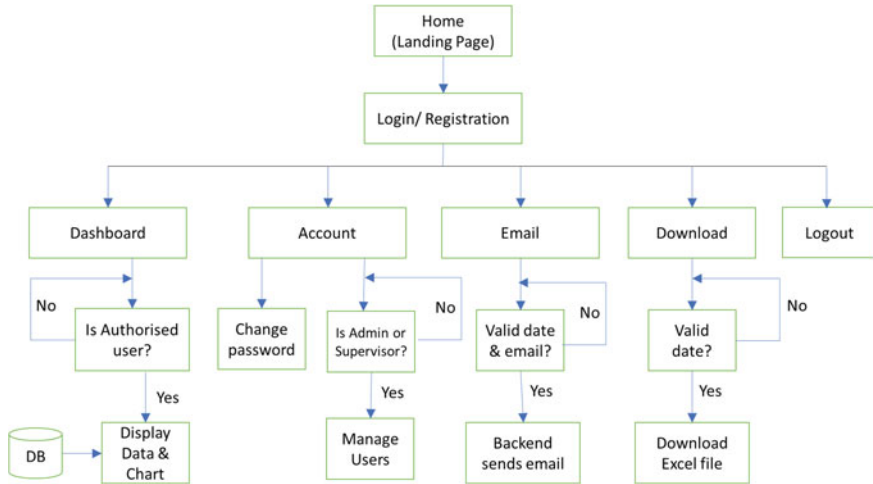 Home
(Landing Page)
Login/ Registration
Dashboard
Account
Email
Download
Logout
No
No
No
No
Is Authorised
user?
Change
password
Is Admin or
Supervisor?
Valid date
& email?
Valid
date?
Yes
Yes
Yes
Yes
DB
Display
Data &
Chart
Manage
Users
Backend
sends email
Download
Excel file